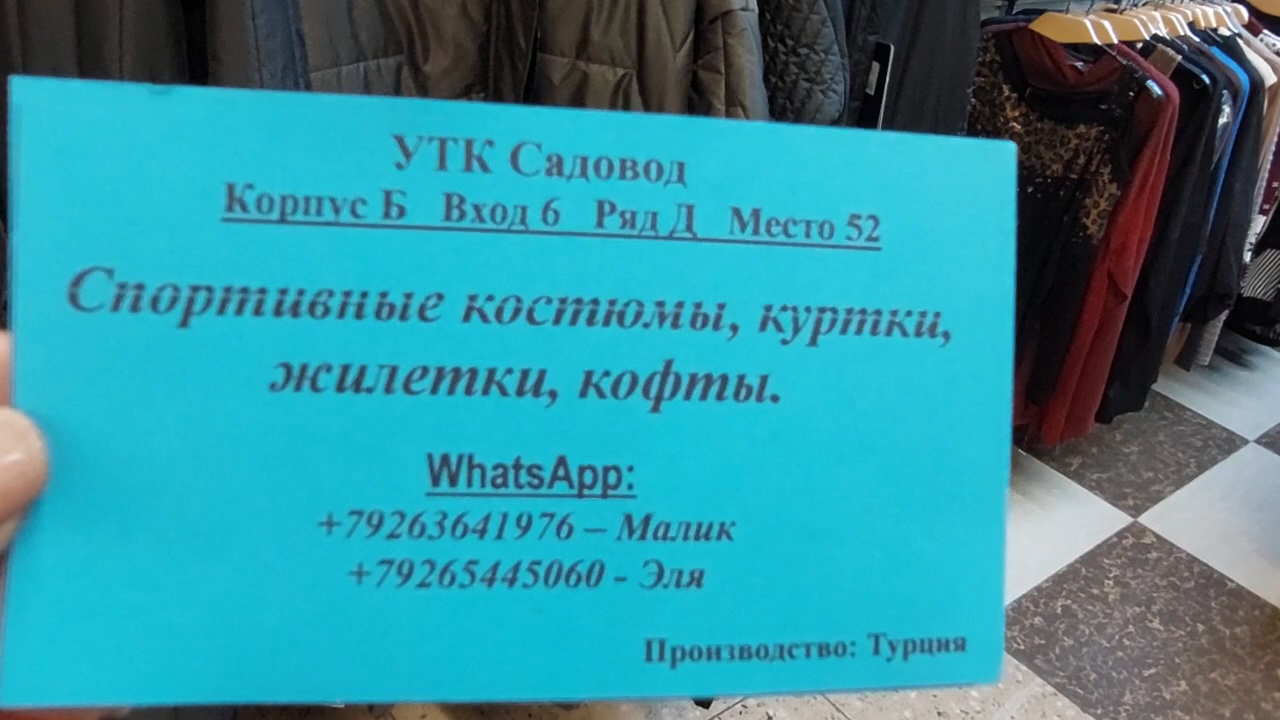 УТК Садовод
Корпус Б Вход 6 Ряд Д Место 52
Спортивные костюмы, куртки,
жилетки, кофты.
WhatsApp:
+79263641976 – Малик
+79265445060 - Эля
Производство: Турция